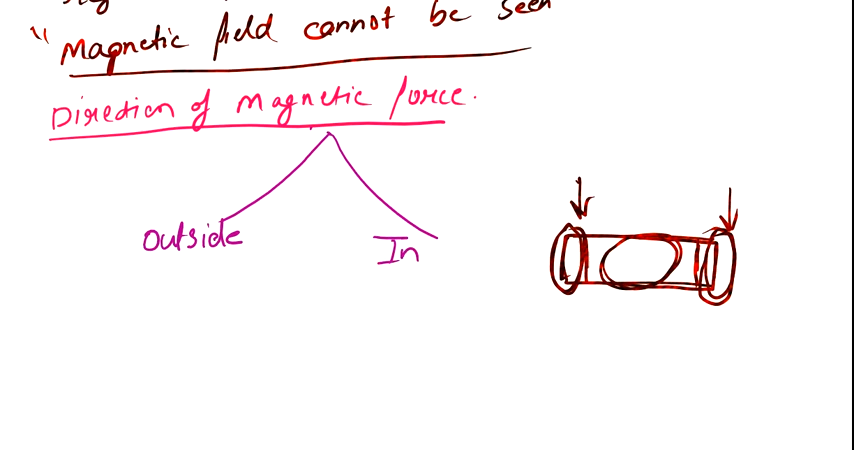 " Magnetic field cannot be seen
Direction of magnetic force.
Outside
In